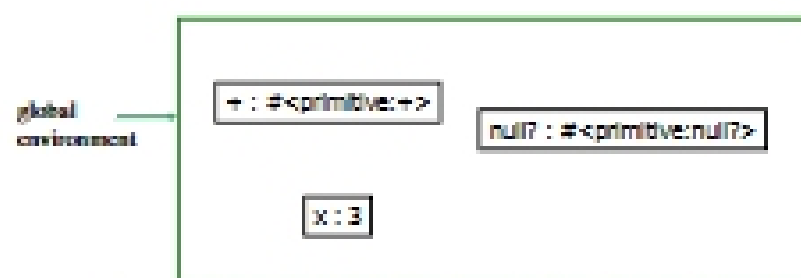 + : #<primitive:+>
global
environment
null? : #<primitive:null?>
x : 3